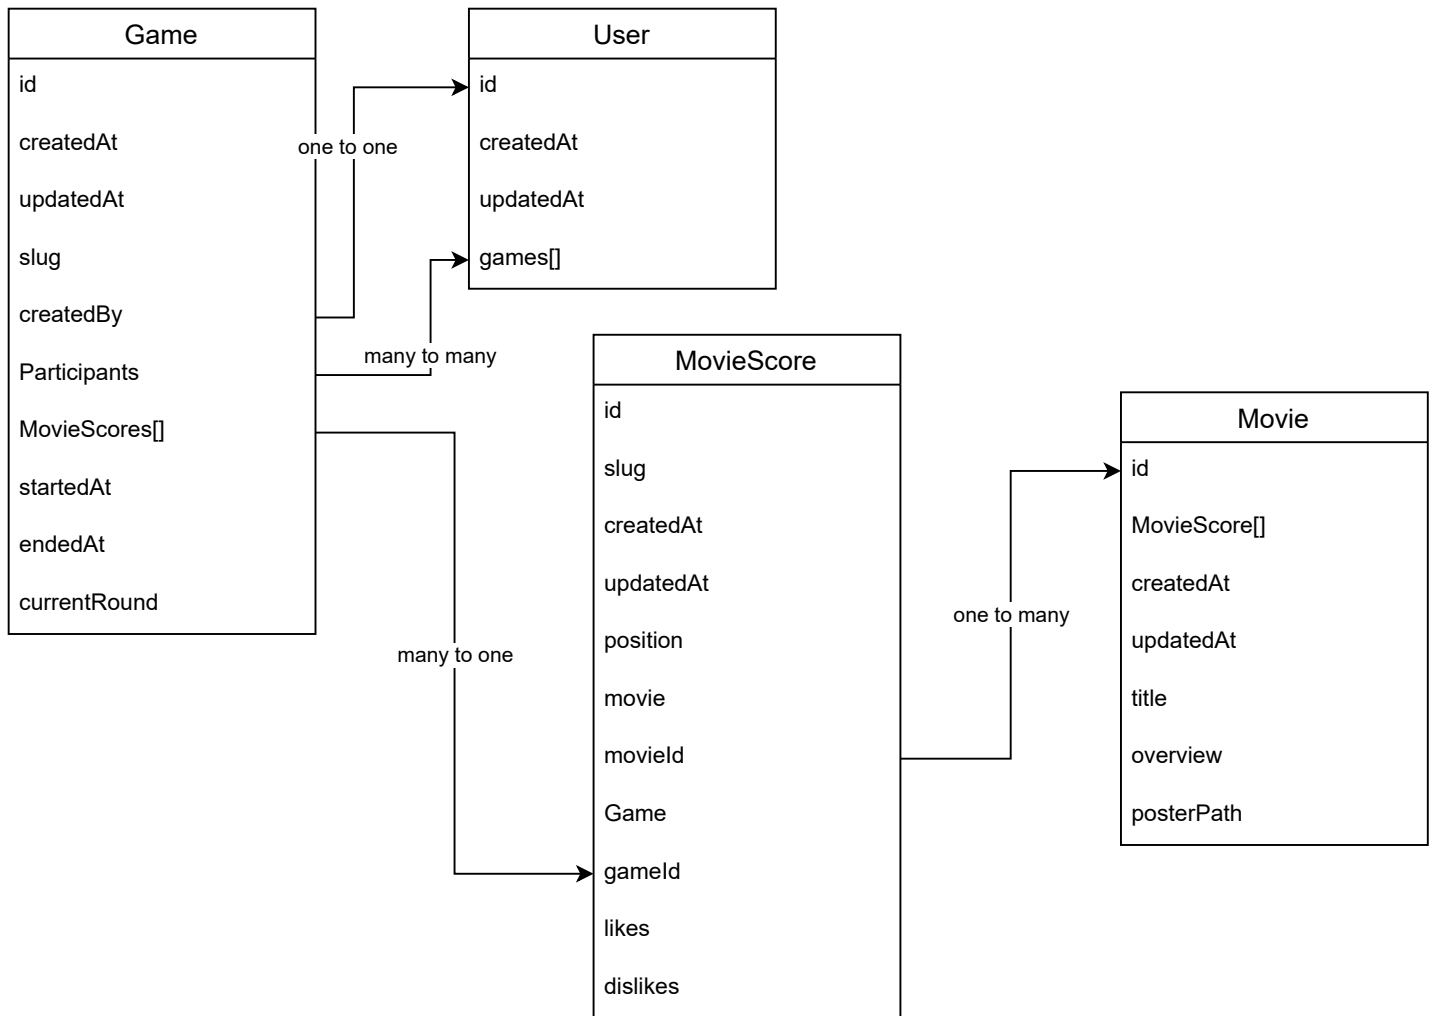 Game
id
createdAt
updatedAt
slug
createdBy
Participants
MovieScores[]
startedAt
endedAt
currentRound
one to one
many to many
many to one
User
id
createdAt
updatedAt
games[]
MovieScore
id
slug
createdAt
updatedAt
position
movie
movieId
Game
gameId
likes
dislikes
one to many
Movie
id
MovieScore[]
createdAt
updatedAt
title
overview
posterPath